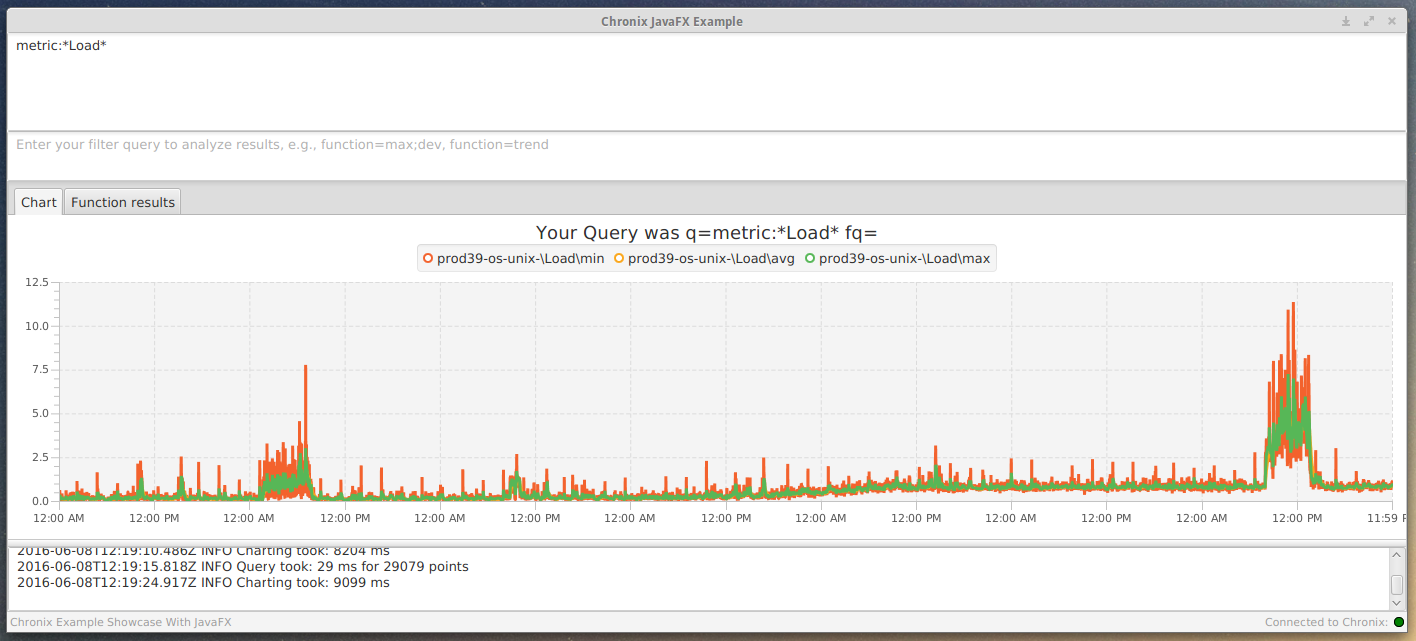 Chronix JavaFX Example
metric:*Load*
Enter your filter query to analyze results, e.g., function=max;dev, function=trend
Chart Function results
Your Query was q=metric:*Load* fq=
prod39-os-unix-\Load\min prod39-os-unix-\Load\avg prod39-os-unix-\Load\max
12.5
10.0
7.5
5.0
2.5
0.0
12:00 AM 12:00 PM 12:00 AM 12:00 PM 12:00 AM 12:00 PM 12:00 AM 12:00 PM 12:00 AM 12:00 PM 12:00 AM 12:00 PM 12:00 AM 12:00 PM 11:59 P
2016-06-08T12:19:10.486Z INFO Charting took: 8204 ms
2016-06-08T12:19:15.818Z INFO Query took: 29 ms for 29079 points
2016-06-08T12:19:24.917Z INFO Charting took: 9099 ms
Chronix Example Showcase With JavaFX Connected to Chronix: